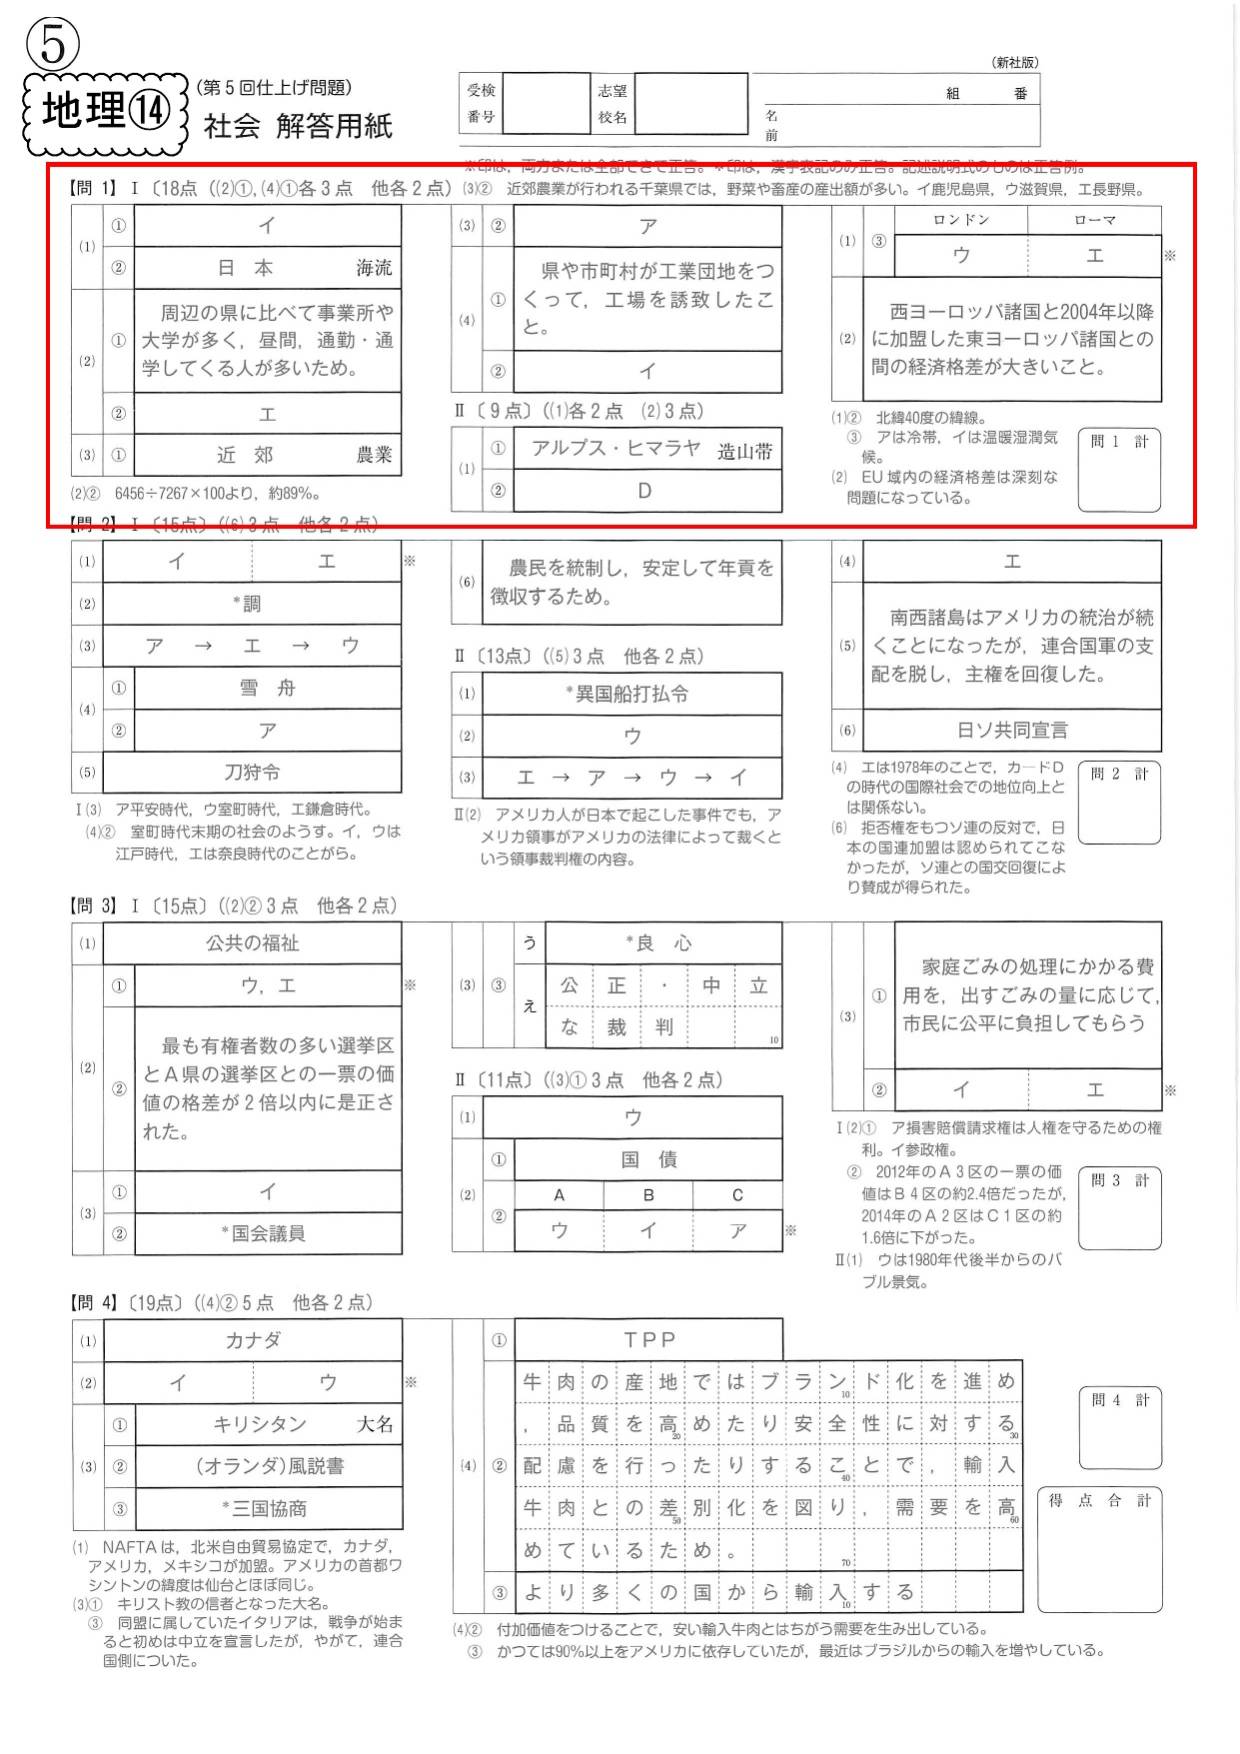 ⑤
地理⑭
(第５回仕上げ問題)
社会 解答用紙
(新社版)
受検
番号
志望
校名
組 番
名
前
※印は，両方または全部できて正答。＊印は，漢字表記のみ正答。記述説明式のものは正答例。
【問 1】Ⅰ〔18点（(2)①，(4)①各３点 他各２点〕(3)② 近郊農業が行われる千葉県では，野菜や畜産の産出額が多い。イ鹿児島県，ウ滋賀県，エ長野県。
(1) ① イ
② 日 本 海流
(2) ① 周辺の県に比べて事業所や
大学が多く，昼間，通勤・通
学してくる人が多いため。
② エ
(3) ① 近 郊 農業
(2)② 6456÷7267×100より，約89％。
(3) ② ア
(4) ① 県や市町村が工業団地をつ
くって，工場を誘致したこ
と。
② イ
Ⅱ〔９点〕((1)各２点 (2)３点)
(1) ① アルプス・ヒマラヤ 造山帯
② D
(1) ③ ロンドン ローマ
ウ エ ※
(2) 西ヨーロッパ諸国と2004年以降
に加盟した東ヨーロッパ諸国との
間の経済格差が大きいこと。
(1)② 北緯40度の緯線。
③ アは冷帯，イは温暖湿潤気
候。
(2) EU域内の経済格差は深刻な
問題になっている。
問 1 計
【問 2】Ⅰ〔15点〕((6)３点 他各２点)
(1) イ エ ※
(2) *調
(3) ア → エ → ウ
(4) ① 雪 舟
② ア
(5) 刀狩令
Ⅰ(3) ア平安時代，ウ室町時代，エ鎌倉時代。
(4)② 室町時代末期の社会のようす。イ，ウは
江戸時代，エは奈良時代のことがら。
(6) 農民を統制し，安定して年貢を
徴収するため。
Ⅱ〔13点〕((5)３点 他各２点)
(1) *異国船打払令
(2) ウ
(3) エ → ア → ウ → イ
Ⅱ(2) アメリカ人が日本で起こした事件でも，ア
メリカ領事がアメリカの法律によって裁くと
いう領事裁判権の内容。
(4) エ
(5) 南西諸島はアメリカの統治が続
くことになったが，連合国軍の支
配を脱し，主権を回復した。
(6) 日ソ共同宣言
(4) エは1978年のことで，カードD
の時代の国際社会での地位向上と
は関係ない。
(6) 拒否権をもつソ連の反対で，日
本の国連加盟は認められてこな
かったが，ソ連との国交回復によ
り賛成が得られた。
問 2 計
【問 3】Ⅰ〔15点〕((2)②３点 他各２点)
(1) 公共の福祉
(2) ① ウ，エ ※
② 最も有権者数の多い選挙区
とA県の選挙区との一票の価
値の格差が２倍以内に是正さ
れた。
(3) ① イ
② *国会議員
(3) ③ う *良 心
え 公正・中立
な裁判 10
Ⅱ〔11点〕((3)①３点 他各２点)
(1) ウ
(2) ① 国 債
② A B C
ウ イ ア ※
(3) ① 家庭ごみの処理にかかる費
用を，出すごみの量に応じて，
市民に公平に負担してもらう
② イ エ ※
Ⅰ(2)① ア損害賠償請求権は人権を守るための権
利。イ参政権。
② 2012年のA３区の一票の価
値はB４区の約2.4倍だったが，
2014年のA２区はC１区の約
1.6倍に下がった。
Ⅱ(1) ウは1980年代後半からのバ
ブル景気。
問 3 計
【問 4】〔19点〕((4)②５点 他各２点)
(1) カナダ
(2) イ ウ ※
(3) ① キリシタン 大名
② (オランダ)風説書
③ *三国協商
(1) NAFTAは，北米自由貿易協定で，カナダ，
アメリカ，メキシコが加盟。アメリカの首都ワ
シントンの緯度は仙台とほぼ同じ。
(3)① キリスト教の信者となった大名。
③ 同盟に属していたイタリアは，戦争が始ま
ると初めは中立を宣言したが，やがて，連合
国側についた。
(4) ① TPP
② 牛肉の産地ではブランド化を進め 10
，品質を高めたり安全性に対する 20 30
配慮を行ったりすることで，輸入 40
牛肉との差別化を図り，需要を高 50 60
めているため。 70
③ より多くの国から輸入する 10
(4)② 付加価値をつけることで，安い輸入牛肉とはちがう需要を生み出している。
③ かつては90％以上をアメリカに依存していたが，最近はブラジルからの輸入を増やしている。
問 4 計
得 点 合 計